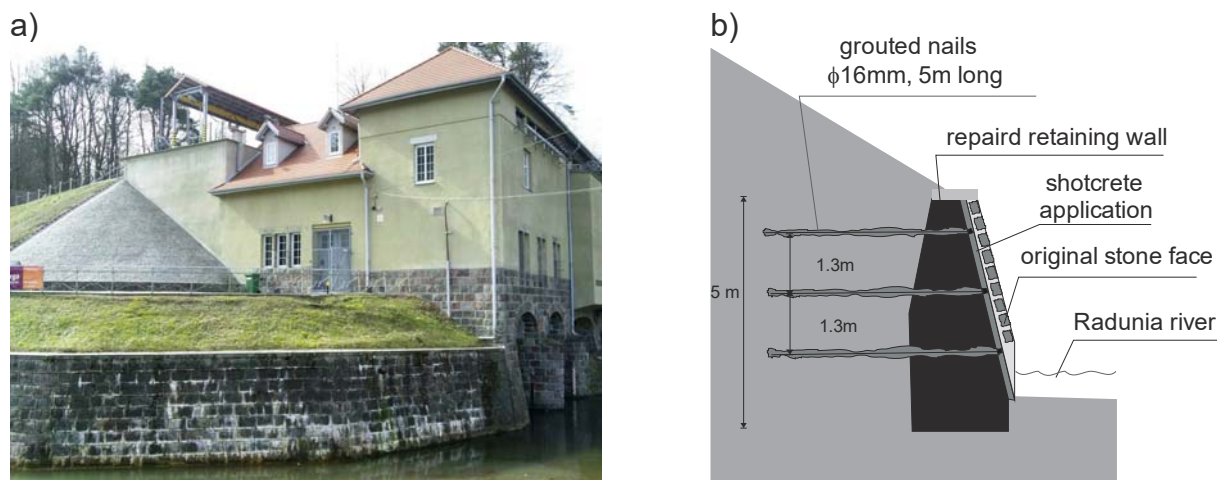 a)
b)
grouted nails
ϕ16mm, 5m long
repaird retaining wall
shotcrete
application
original stone face
1.3m
5 m
1.3m
Radunia river